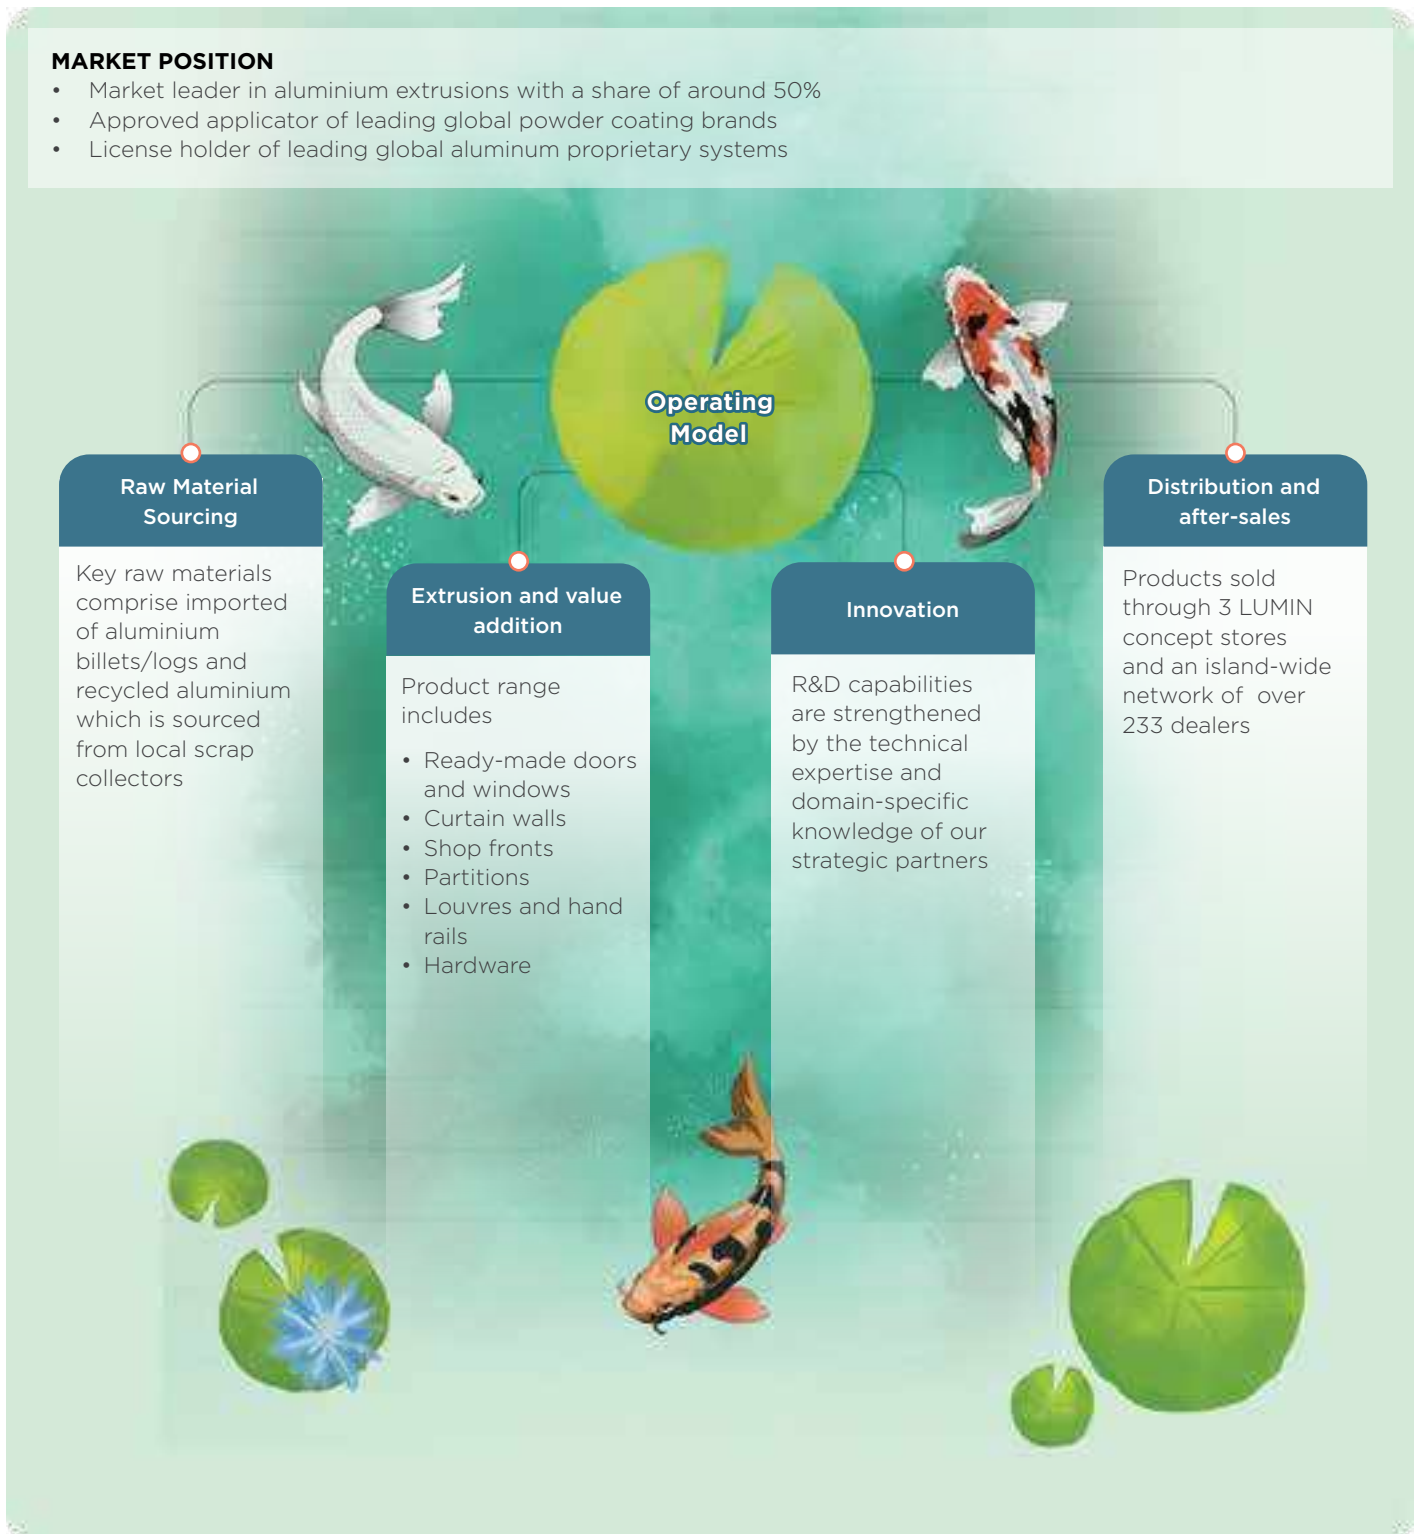 MARKET POSITION
• Market leader in aluminium extrusions with a share of around 50%
• Approved applicator of leading global powder coating brands
• License holder of leading global aluminum proprietary systems
Operating
Model
Raw Material
Sourcing
Key raw materials
comprise imported
of aluminium
billets/logs and
recycled aluminium
which is sourced
from local scrap
collectors
Extrusion and value
addition
Product range
includes
• Ready-made doors
and windows
• Curtain walls
• Shop fronts
• Partitions
• Louvres and hand
rails
• Hardware
Innovation
R&D capabilities
are strengthened
by the technical
expertise and
domain-specific
knowledge of our
strategic partners
Distribution and
after-sales
Products sold
through 3 LUMIN
concept stores
and an island-wide
network of over
233 dealers